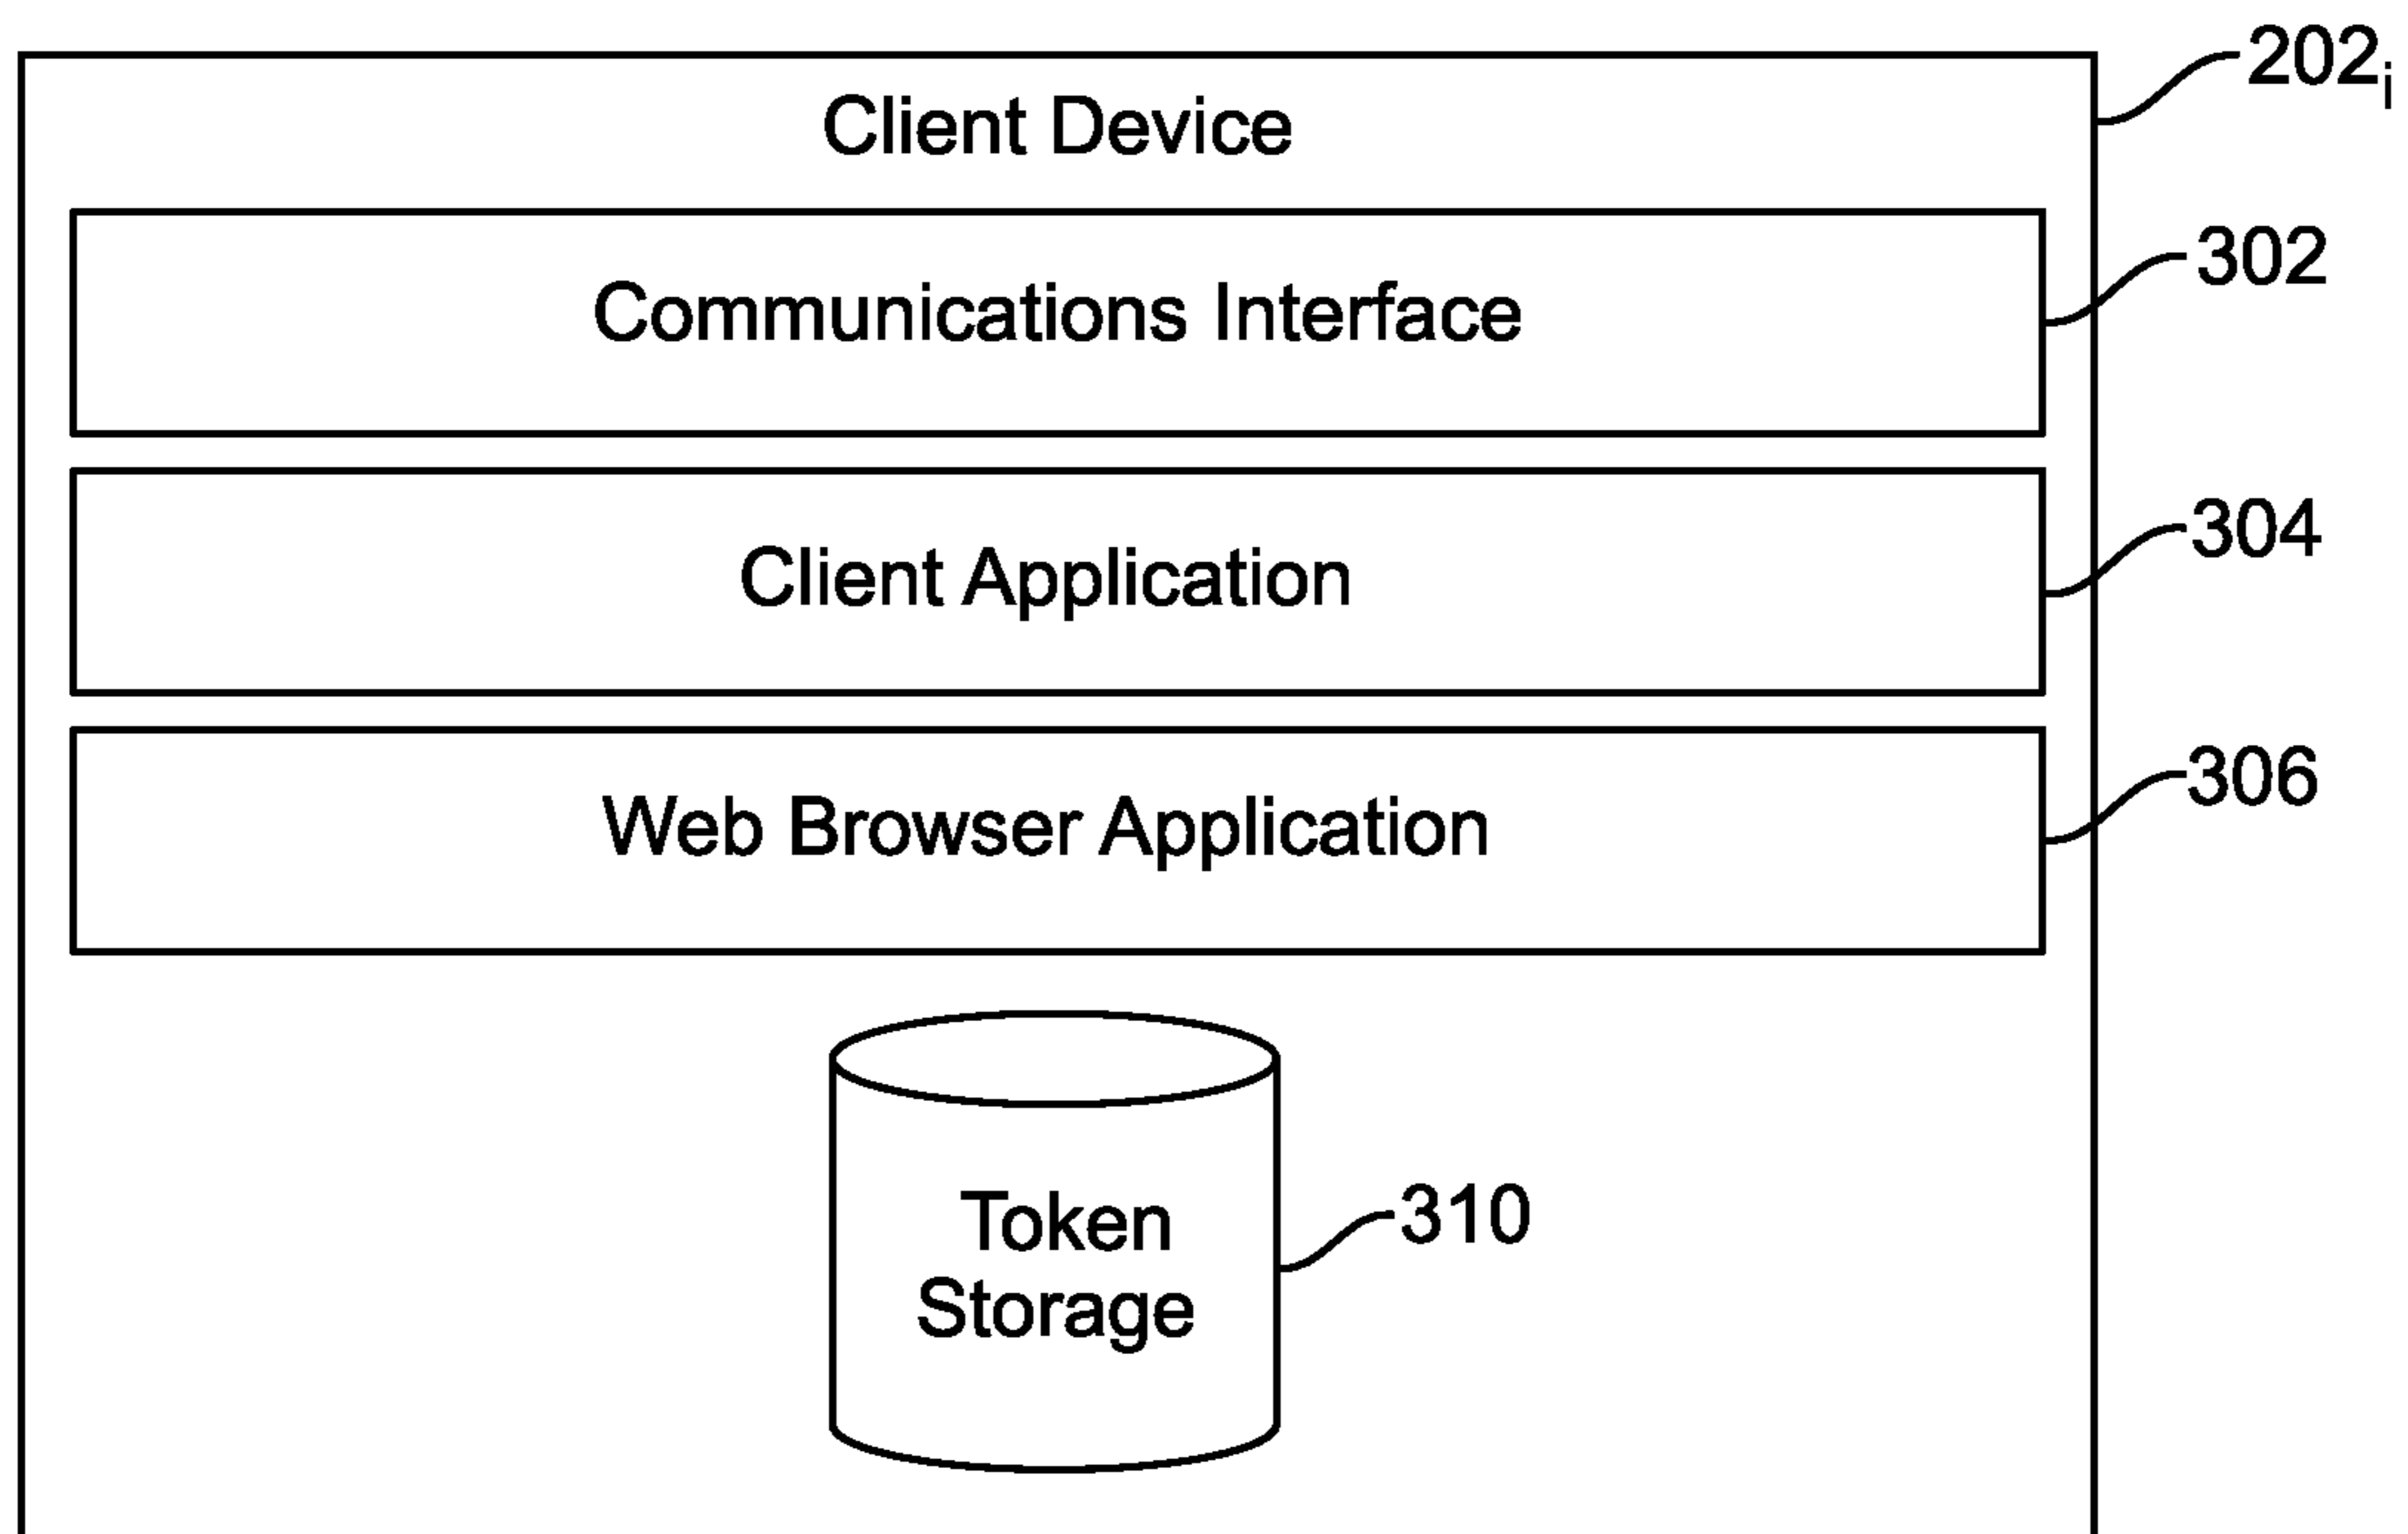 202i
Client Device
302
Communications Interface
304
Client Application
306
Web Browser Application
310
Token
Storage